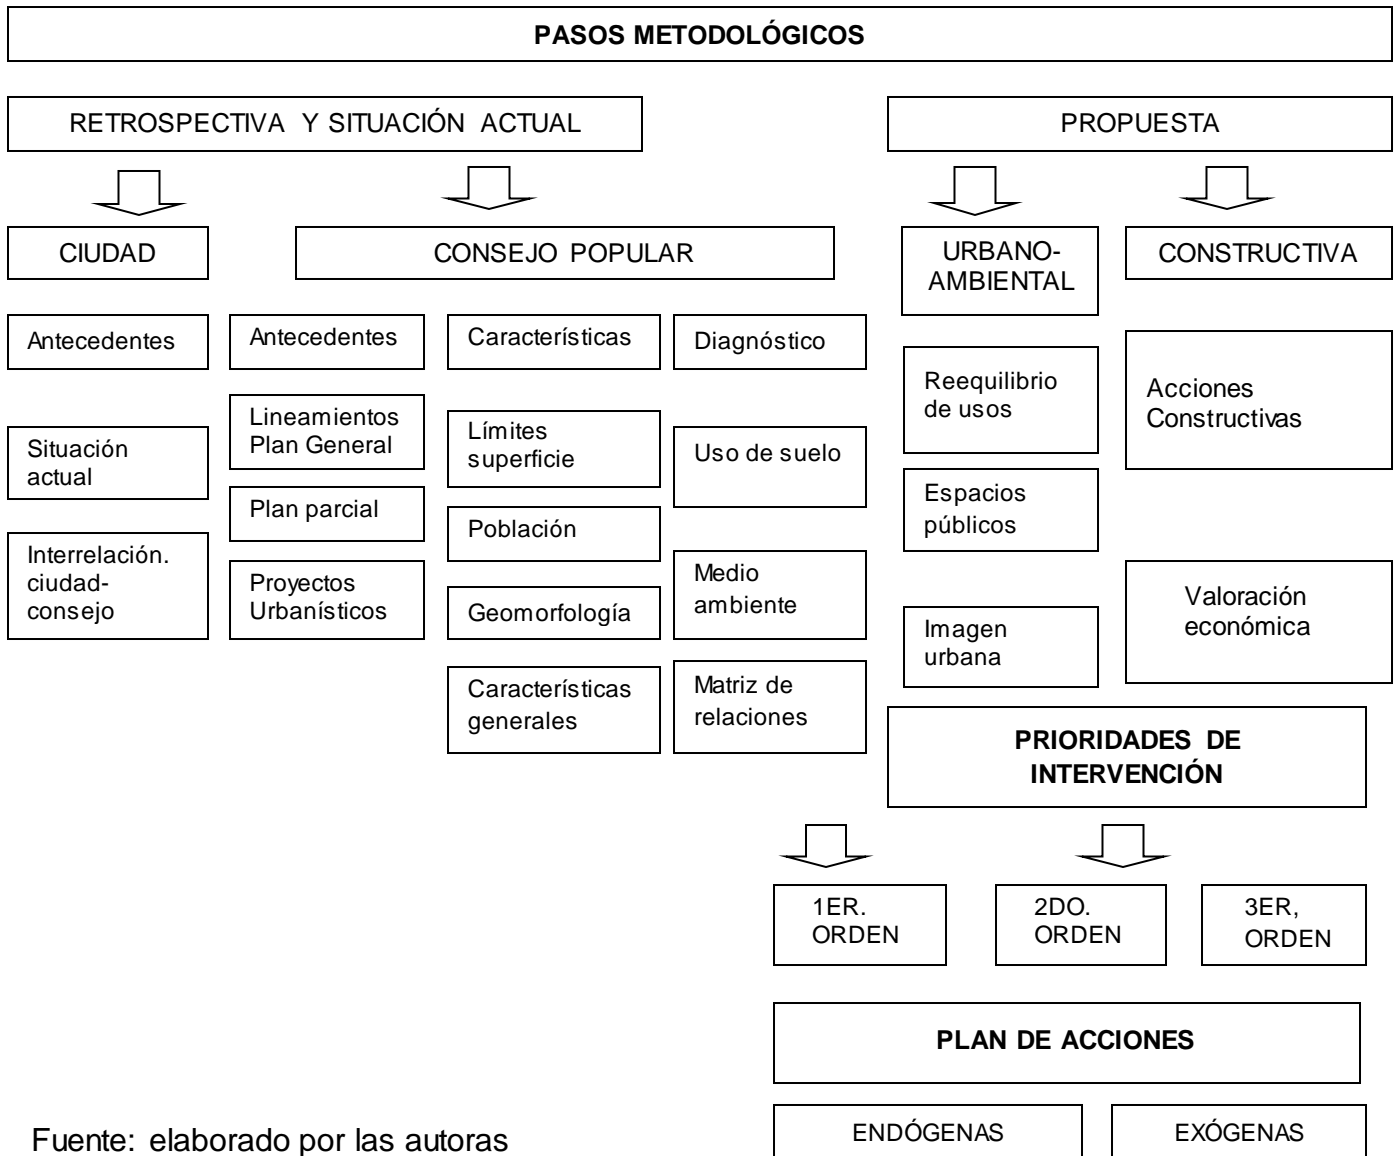 PASOS METODOLÓGICOS
RETROSPECTIVA Y SITUACIÓN ACTUAL
PROPUESTA
CIUDAD
CONSEJO POPULAR
URBANO-
AMBIENTAL
CONSTRUCTIVA
Antecedentes
Antecedentes
Características
Diagnóstico
Situación
actual
Interrelación.
ciudad-
consejo
Lineamientos
Plan General
Plan parcial
Proyectos
Urbanísticos
Límites
superficie
Población
Geomorfología
Características
generales
Uso de suelo
Medio
ambiente
Matriz de
relaciones
Reequilibrio
de usos
Espacios
públicos
Imagen
urbana
Acciones
Constructivas
Valoración
económica
PRIORIDADES DE
INTERVENCIÓN
1ER.
ORDEN
2DO.
ORDEN
3ER,
ORDEN
PLAN DE ACCIONES
ENDÓGENAS
EXÓGENAS
Fuente: elaborado por las autoras